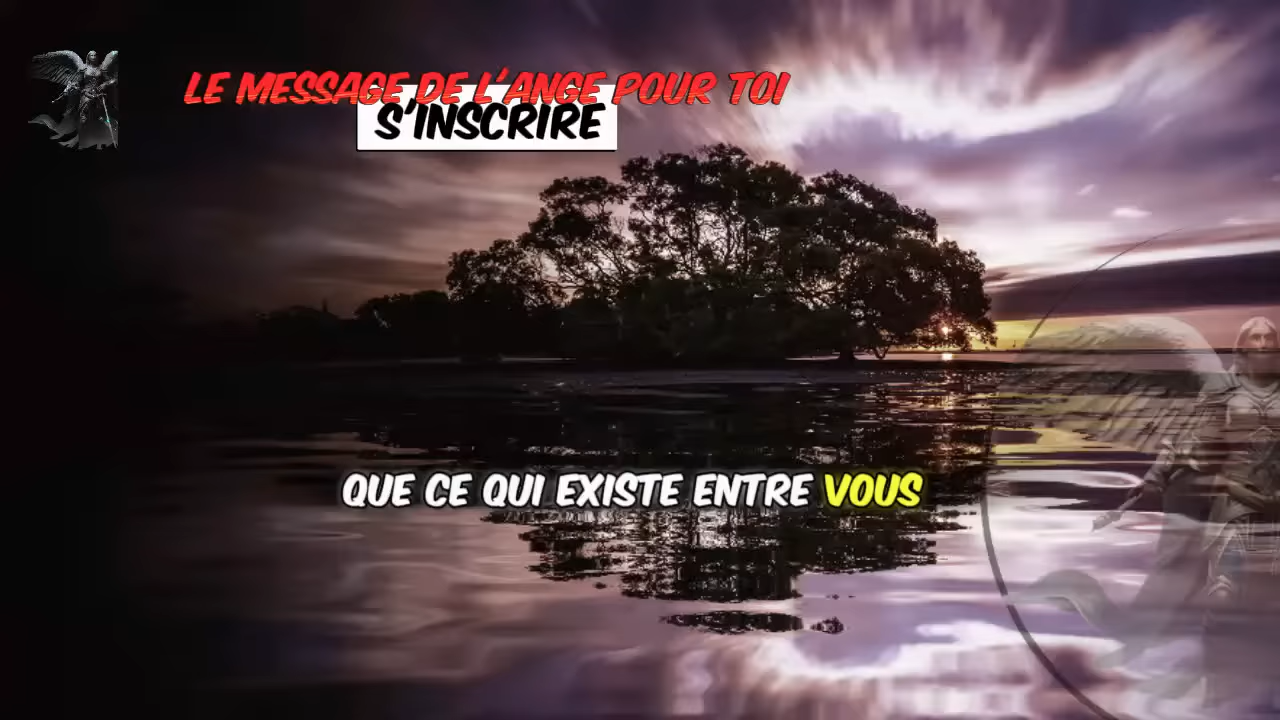 LE MESSAGE DE L'ANGE POUR TOI
S'INSCRIRE
QUE CE QUI EXISTE ENTRE VOUS